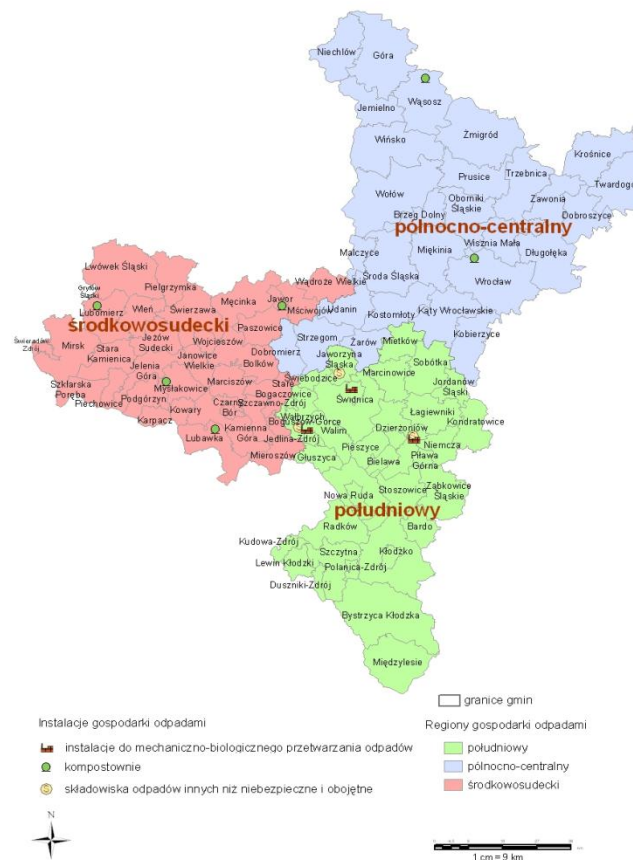 Niechlów
Góra
Jemielno
Wąsosz
Wińsko
Żmigród
Krośnice
Prusice
Trzebnica
Twardogó
Wołów
Oborniki Śląskie
Zawonia
Brzeg Dolny
Dobroszyce
północno-centralny
Malczyce
Miękinia
Wisznia Mała
Długołęka
Środa Śląska
Wrocław
Lwówek Śląski
Pielgrzymka
Wądroże Wielkie
Udanin
Kostomłoty
Kąty Wrocławskie
Gryfów Śląski
Lubomierz
Wleń
Świerzawa
Męcinka
Jawor
Mściwojów
Kobierzyce
środkowosudecki
Paszowice
Strzegom
Żarów
Mietków
Świeradów Zdrój
Mirsk
Stara Kamienica
Jeżów Sudecki
Wojcieszów
Janowice Wielkie
Bolków
Dobromierz
Jaworzyna Śląska
Sobótka
Jelenia Góra
Marciszów
Stare Bogaczowice
Świebodzice
Marcinowice
Jordanów Śląski
Szklarska Poręba
Piechowice
Podgórzyn
Mysłakowice
Kowary
Karpacz
Czarny Bór
Szczawno-Zdrój
Świdnica
Łagiewniki
Kondratowice
Lubawka
Kamienna Góra
Wałbrzych
Boguszów-Gorce
Walim
Dzierżoniów
Jedlina-Zdrój
Niemcza
Mieroszów
Głuszyca
Pieszyce
Piława Górna
Bielawa
Ząbkowice Śląskie
Nowa Ruda
Stoszowice
południowy
Radków
Bardo
Kudowa-Zdrój
Szczytna
Kłodzko
Lewin Kłodzki
Polanica-Zdrój
Duszniki-Zdrój
Bystrzyca Kłodzka
Międzylesie
granice gmin
Instalacje gospodarki odpadami
Regiony gospodarki odpadami
instalacje do mechaniczno-biologicznego przetwarzania odpadów
południowy
kompostownie
północno-centralny
składowiska odpadów innych niż niebezpieczne i obojętne
środkowosudecki
N
1 cm = 9 km